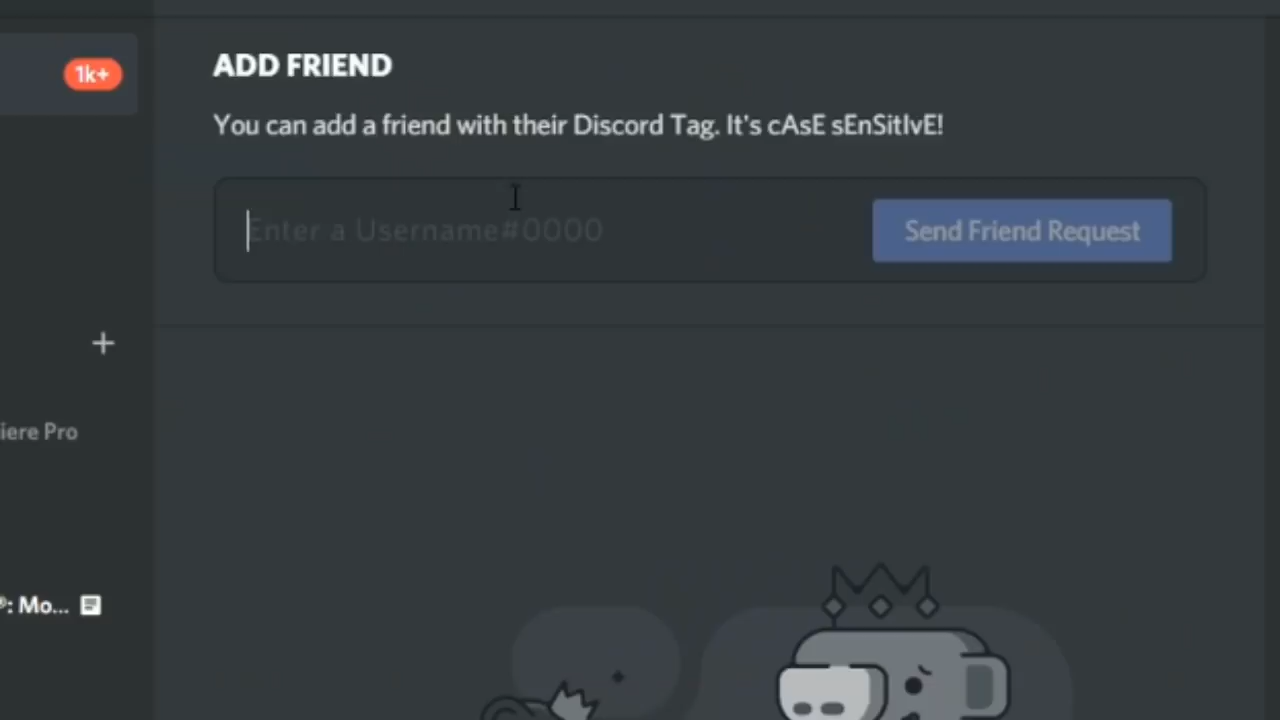 1k+
ADD FRIEND
You can add a friend with their Discord Tag. It's cAsE sEnSitIvE!
Enter a Username#0000
Send Friend Request
iere Pro
: Mo...